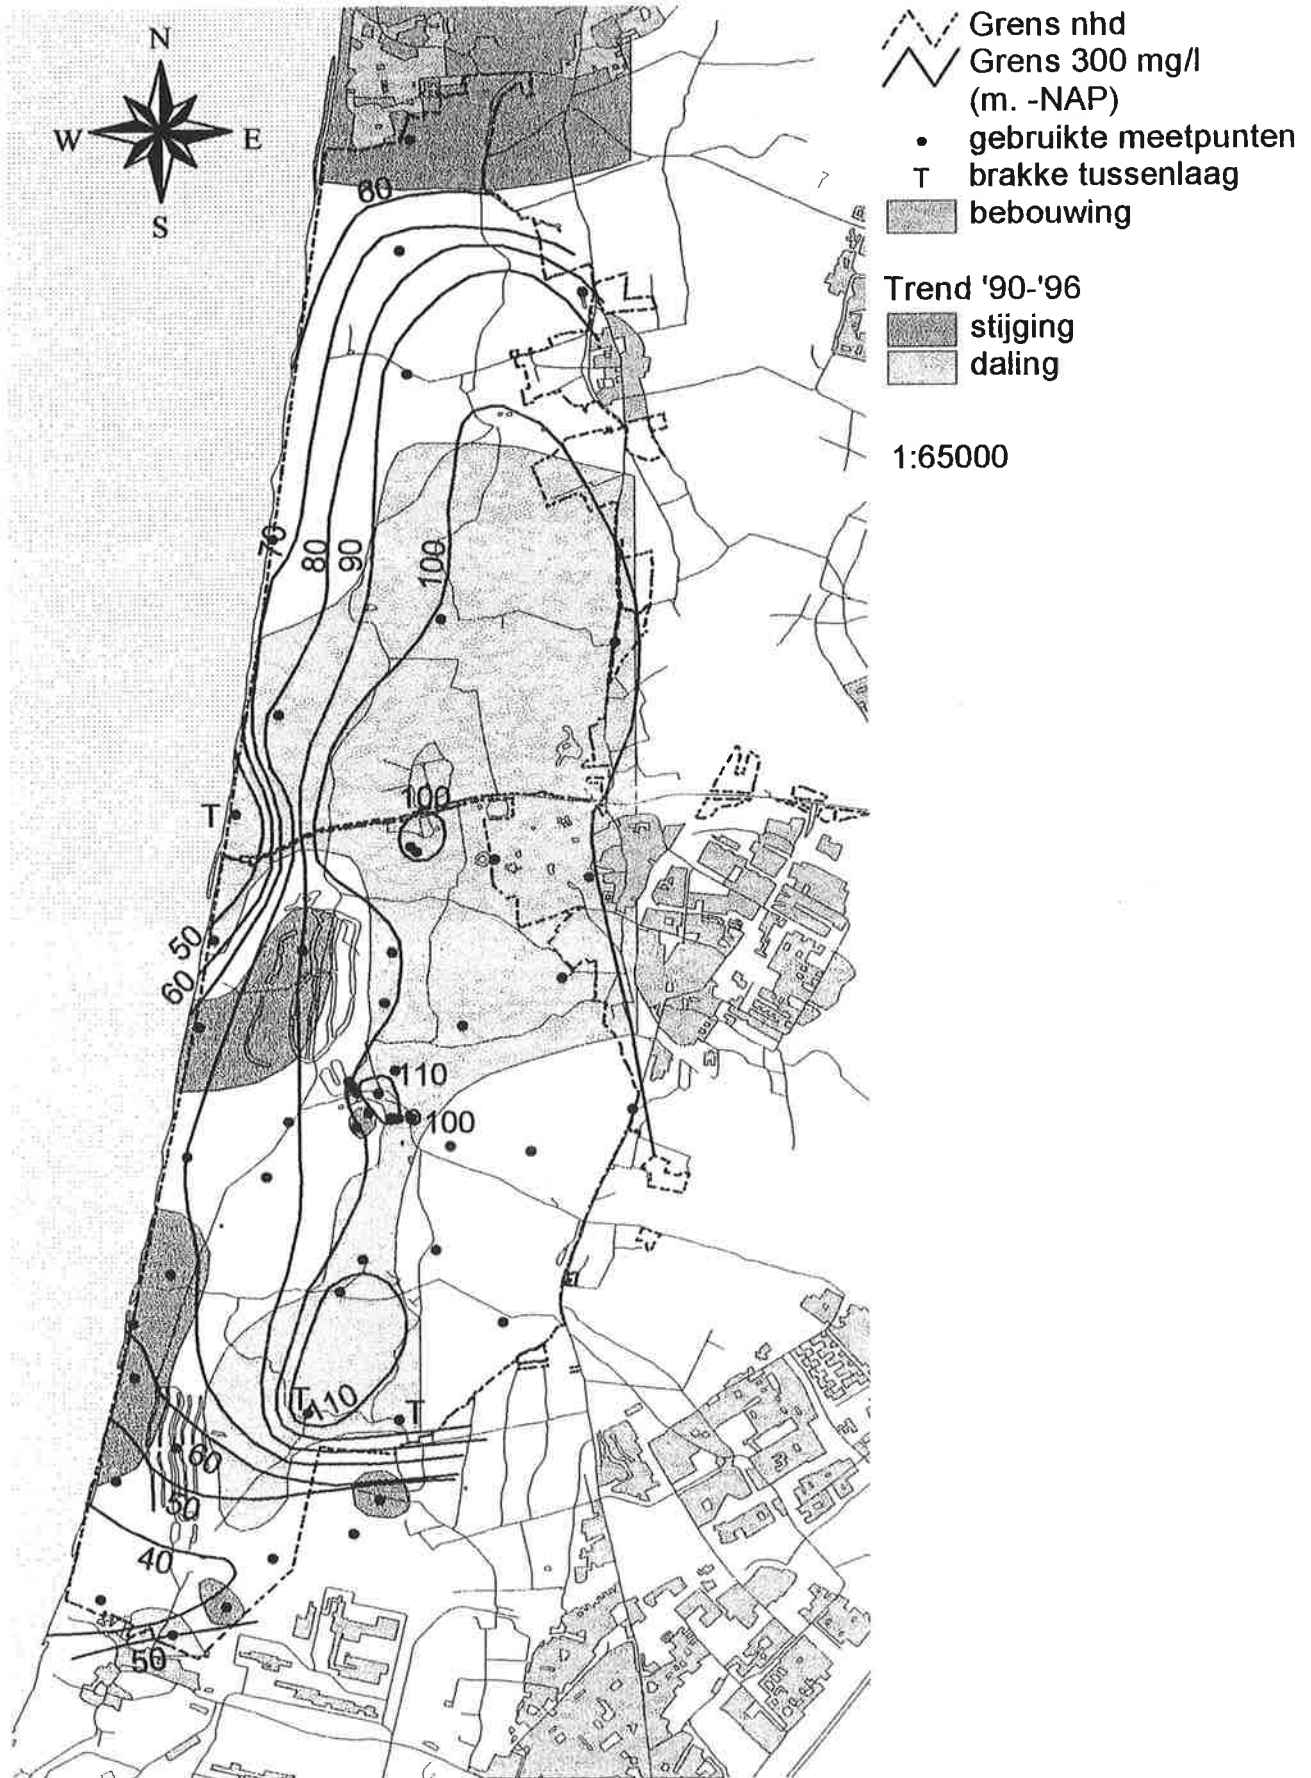 N
W E
S
Grens nhd
Grens 300 mg/l
(m. -NAP)
gebruikte meetpunten
T brakke tussenlaag
bebouwing
Trend '90-'96
stijging
daling
1:65000
60
70
80
90
100
100
T
50
60
110
100
T
110
T
60
50
40
50